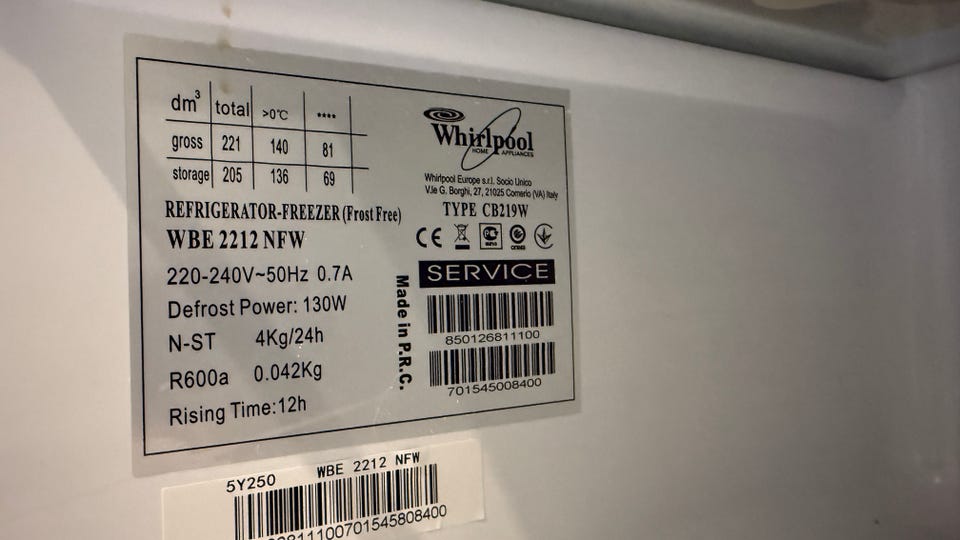 dm³ total >0℃ ****
gross 221 140 81
storage 205 136 69
REFRIGERATOR-FREEZER (Frost Free)
WBE 2212 NFW
220-240V~50Hz 0.7A
Defrost Power: 130W
N-ST 4Kg/24h
R600a 0.042Kg
Rising Time:12h
Made in P.R.C.
Whirlpool
HOME APPLIANCES
Whirlpool Europe s.r.l. Socio Unico
V.le G. Borghi, 27, 21025 Comerio (VA) Italy
TYPE CB219W
CE
SERVICE
850126811100
701545008400
5Y250 WBE 2212 NFW
811100701545808400